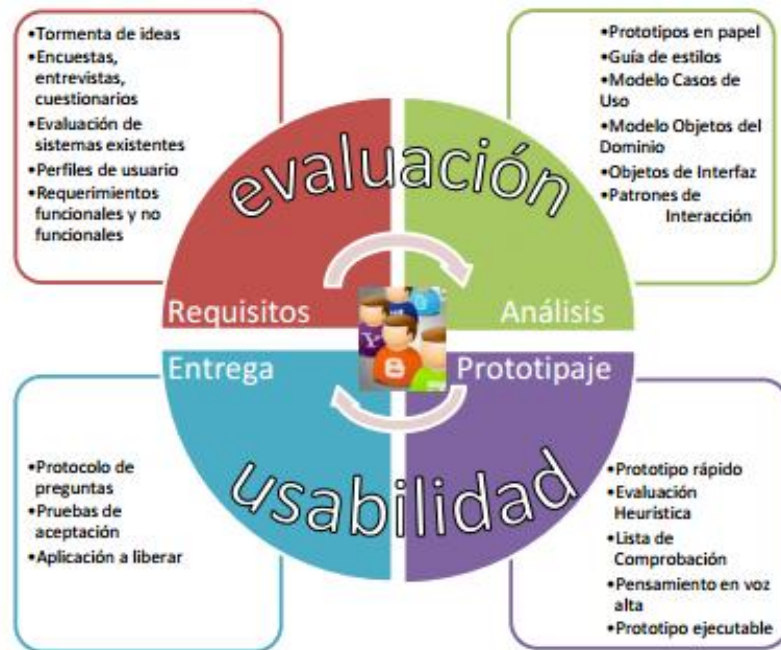 •Tormenta de ideas
•Encuestas,
entrevistas,
cuestionarios
•Evaluación de
sistemas existentes
•Perfiles de usuario
•Requerimientos
funcionales y no
funcionales
•Prototipos en papel
•Guía de estilos
•Modelo Casos de
Uso
•Modelo Objetos del
Dominio
•Objetos de Interfaz
•Patrones de
Interacción
evaluación
Requisitos
Análisis
Entrega
Prototipaje
usabilidad
•Protocolo de
preguntas
•Pruebas de
aceptación
•Aplicación a liberar
•Prototipo rápido
•Evaluación
Heurística
•Lista de
Comprobación
•Pensamiento en voz
alta
•Prototipo ejecutable